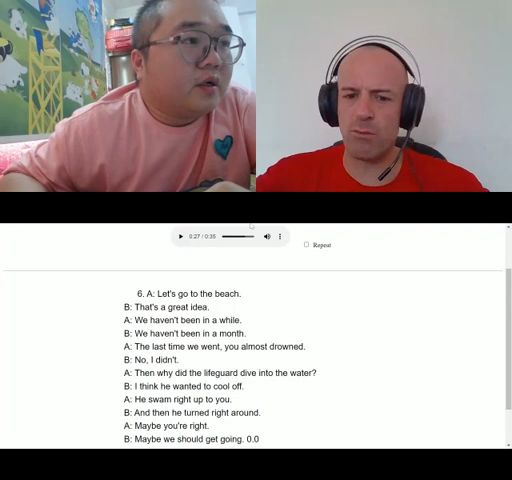 0:27 / 0:35
Repeat
6. A: Let's go to the beach.
B: That's a great idea.
A: We haven't been in a while.
B: We haven't been in a month.
A: The last time we went, you almost drowned.
B: No, I didn't.
A: Then why did the lifeguard dive into the water?
B: I think he wanted to cool off.
A: He swam right up to you.
B: And then he turned right around.
A: Maybe you're right.
B: Maybe we should get going. 0.0